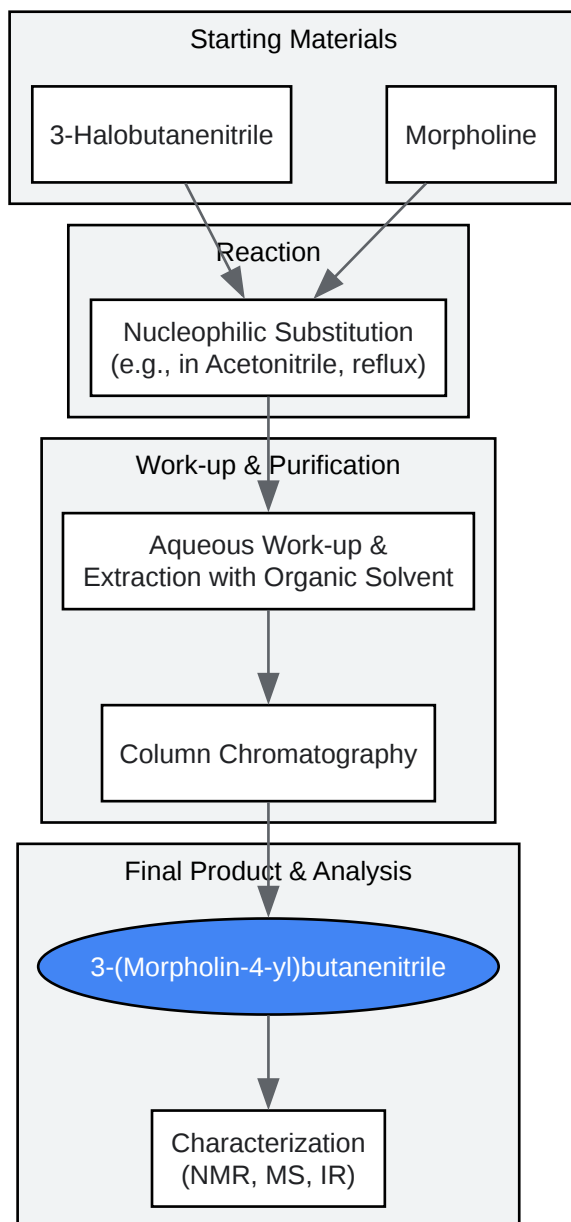 Starting Materials
3-Halobutanenitrile
Morpholine
Reaction
Nucleophilic Substitution
(e.g., in Acetonitrile, reflux)
Work-up & Purification
Aqueous Work-up &
Extraction with Organic Solvent
Column Chromatography
Final Product & Analysis
3-(Morpholin-4-yl)butanenitrile
Characterization
(NMR, MS, IR)